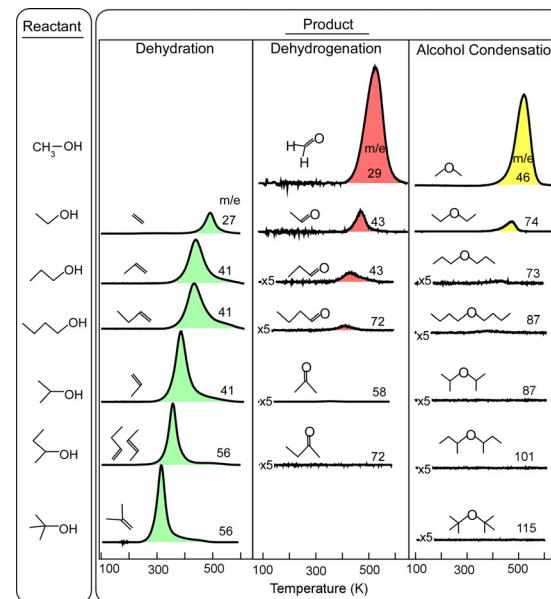 Reactant
Product
Dehydration
Dehydrogenation
Alcohol Condensatio
CH3–OH
H
H
O
m/e
29
O
m/e
46
OH
m/e
27
O
43
O
74
OH
41
x5
O
43
x5
O
73
OH
41
x5
O
72
x5
O
87
OH
41
x5
O
58
x5
O
87
OH
56
x5
O
72
x5
O
101
OH
56
x5
O
115
100 300 500
100 300 500
100 300 500
Temperature (K)